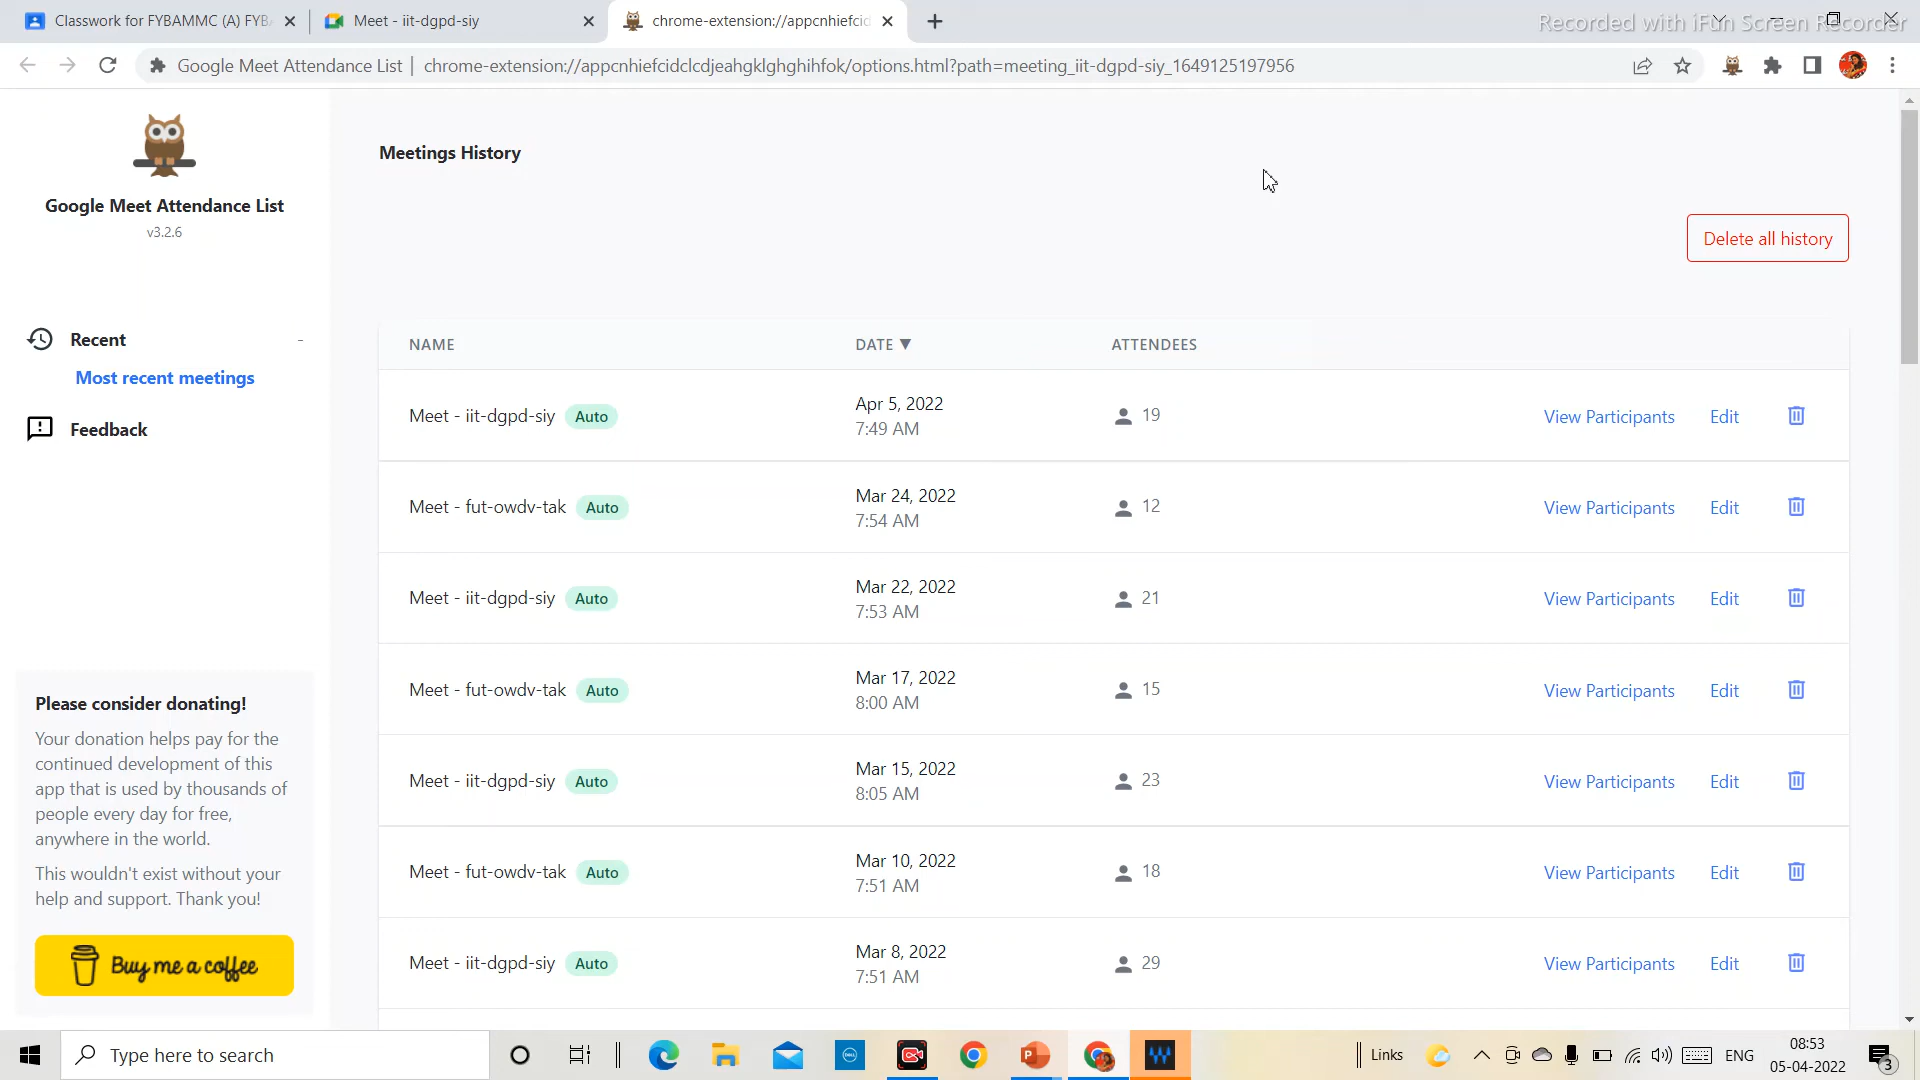 Classwork for FYBAMMC (A) FYB
Meet - iit-dgpd-siy
chrome-extension://appcnhiefcid
Recorded with iFun Screen Recorder
Google Meet Attendance List | chrome-extension://appcnhiefcidclcdjeahgklghghihfok/options.html?path=meeting_iit-dgpd-siy_1649125197956
Google Meet Attendance List
v3.2.6
Recent -
Most recent meetings
Feedback
Please consider donating!
Your donation helps pay for the
continued development of this
app that is used by thousands of
people every day for free,
anywhere in the world.
This wouldn't exist without your
help and support. Thank you!
Buy me a coffee
Meetings History
Delete all history
NAME DATE ▼ ATTENDEES
Meet - iit-dgpd-siy Auto Apr 5, 2022 7:49 AM 19 View Participants Edit
Meet - fut-owdv-tak Auto Mar 24, 2022 7:54 AM 12 View Participants Edit
Meet - iit-dgpd-siy Auto Mar 22, 2022 7:53 AM 21 View Participants Edit
Meet - fut-owdv-tak Auto Mar 17, 2022 8:00 AM 15 View Participants Edit
Meet - iit-dgpd-siy Auto Mar 15, 2022 8:05 AM 23 View Participants Edit
Meet - fut-owdv-tak Auto Mar 10, 2022 7:51 AM 18 View Participants Edit
Meet - iit-dgpd-siy Auto Mar 8, 2022 7:51 AM 29 View Participants Edit
Type here to search
DELL
P
Links
ENG
08:53
05-04-2022
3